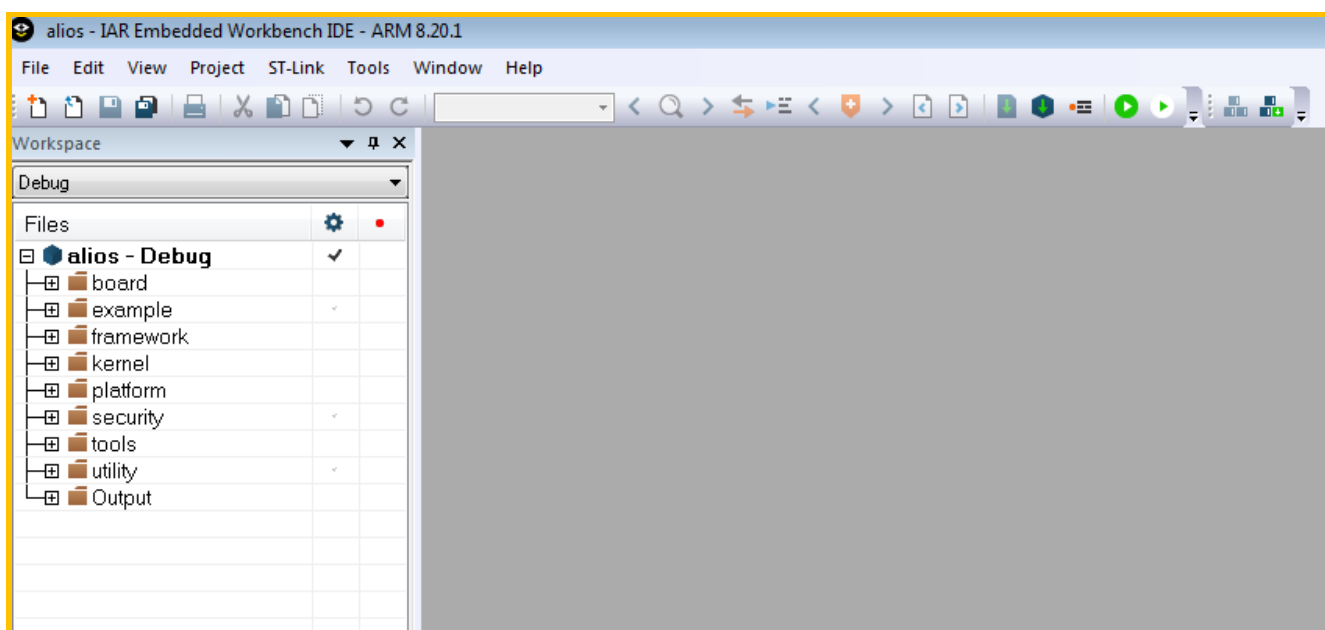 alios - IAR Embedded Workbench IDE - ARM 8.20.1
File Edit View Project ST-Link Tools Window Help
Workspace
Debug
Files
alios - Debug
board
example
framework
kernel
platform
security
tools
utility
Output